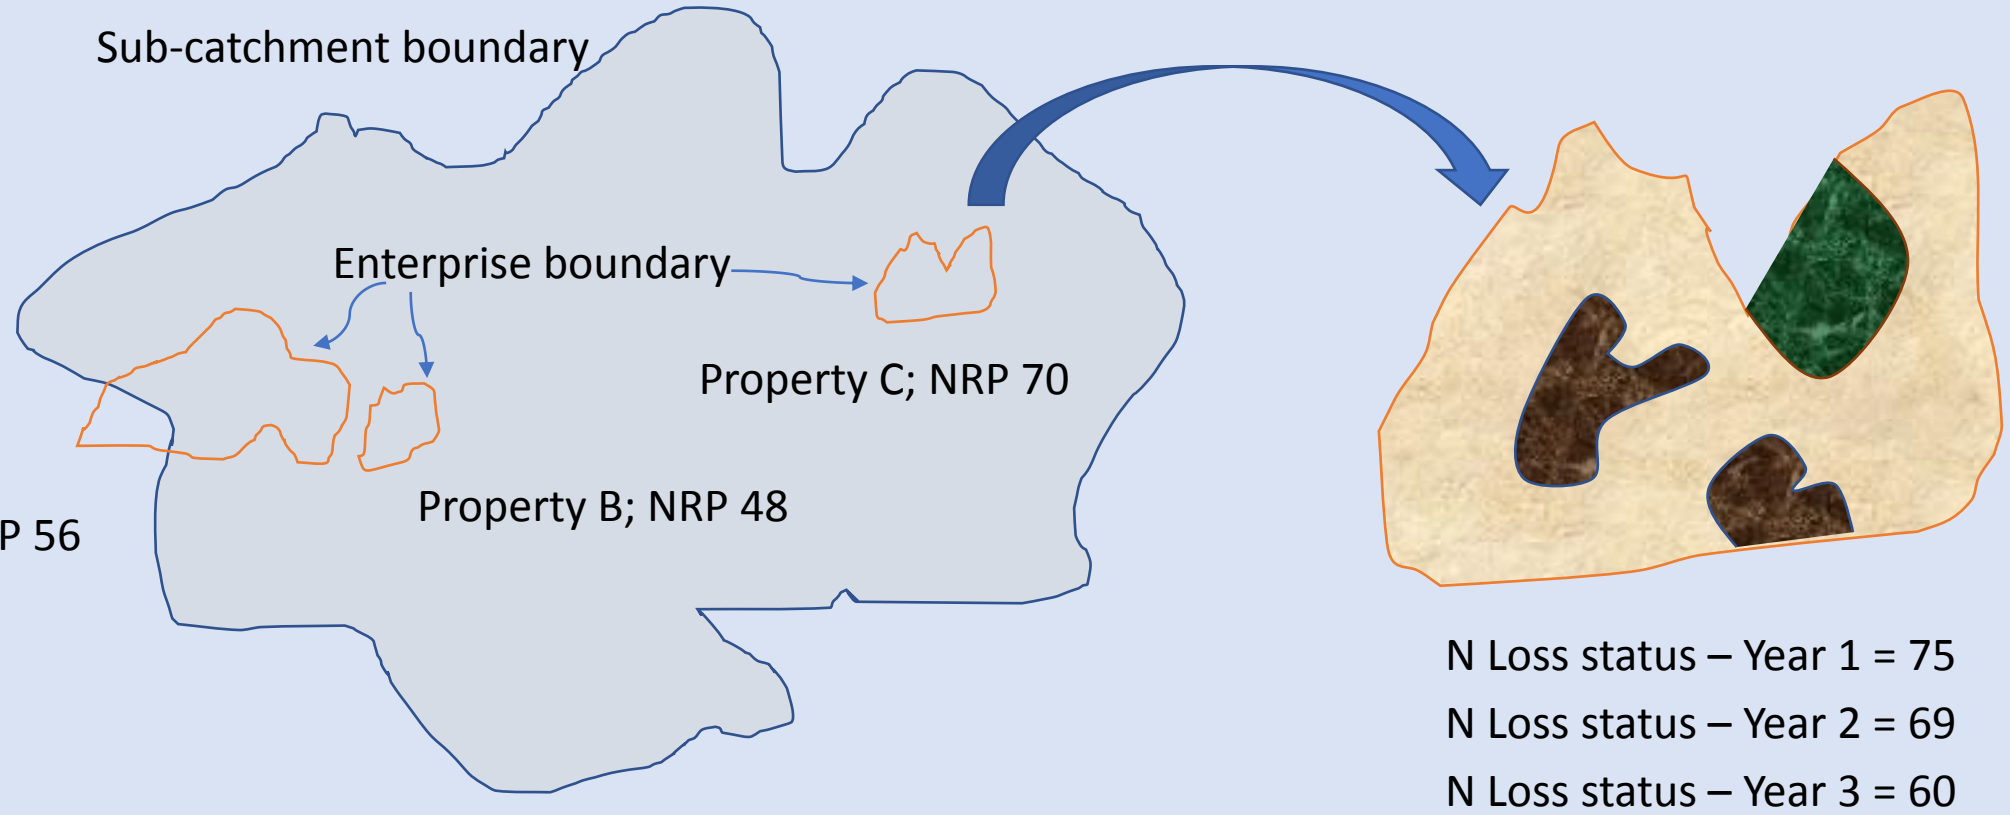 Sub-catchment boundary
Enterprise boundary
Property C; NRP 70
Property B; NRP 48
P 56
N Loss status – Year 1 = 75
N Loss status – Year 2 = 69
N Loss status – Year 3 = 60